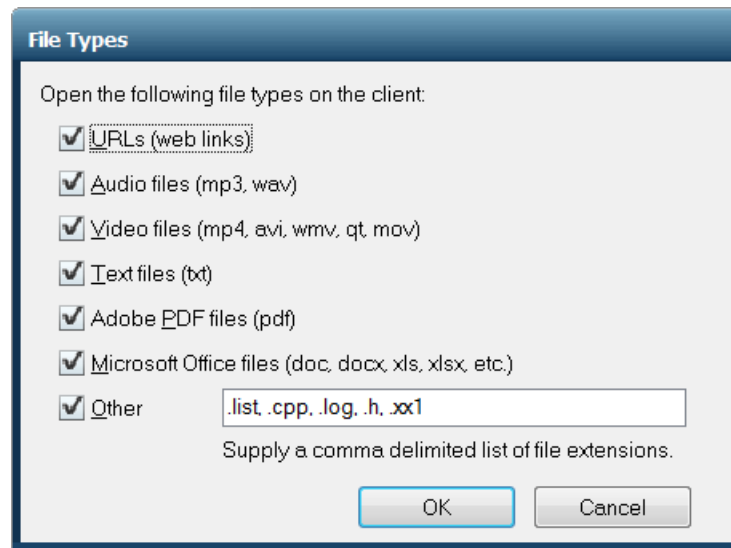 File Types
Open the following file types on the client:
URLs (web links)
Audio files (mp3, wav)
Video files (mp4, avi, wmv, qt, mov)
Text files (txt)
Adobe PDF files (pdf)
Microsoft Office files (doc, docx, xls, xlsx, etc.)
Other .list, .cpp, .log, .h, .xx1
Supply a comma delimited list of file extensions.
OK Cancel